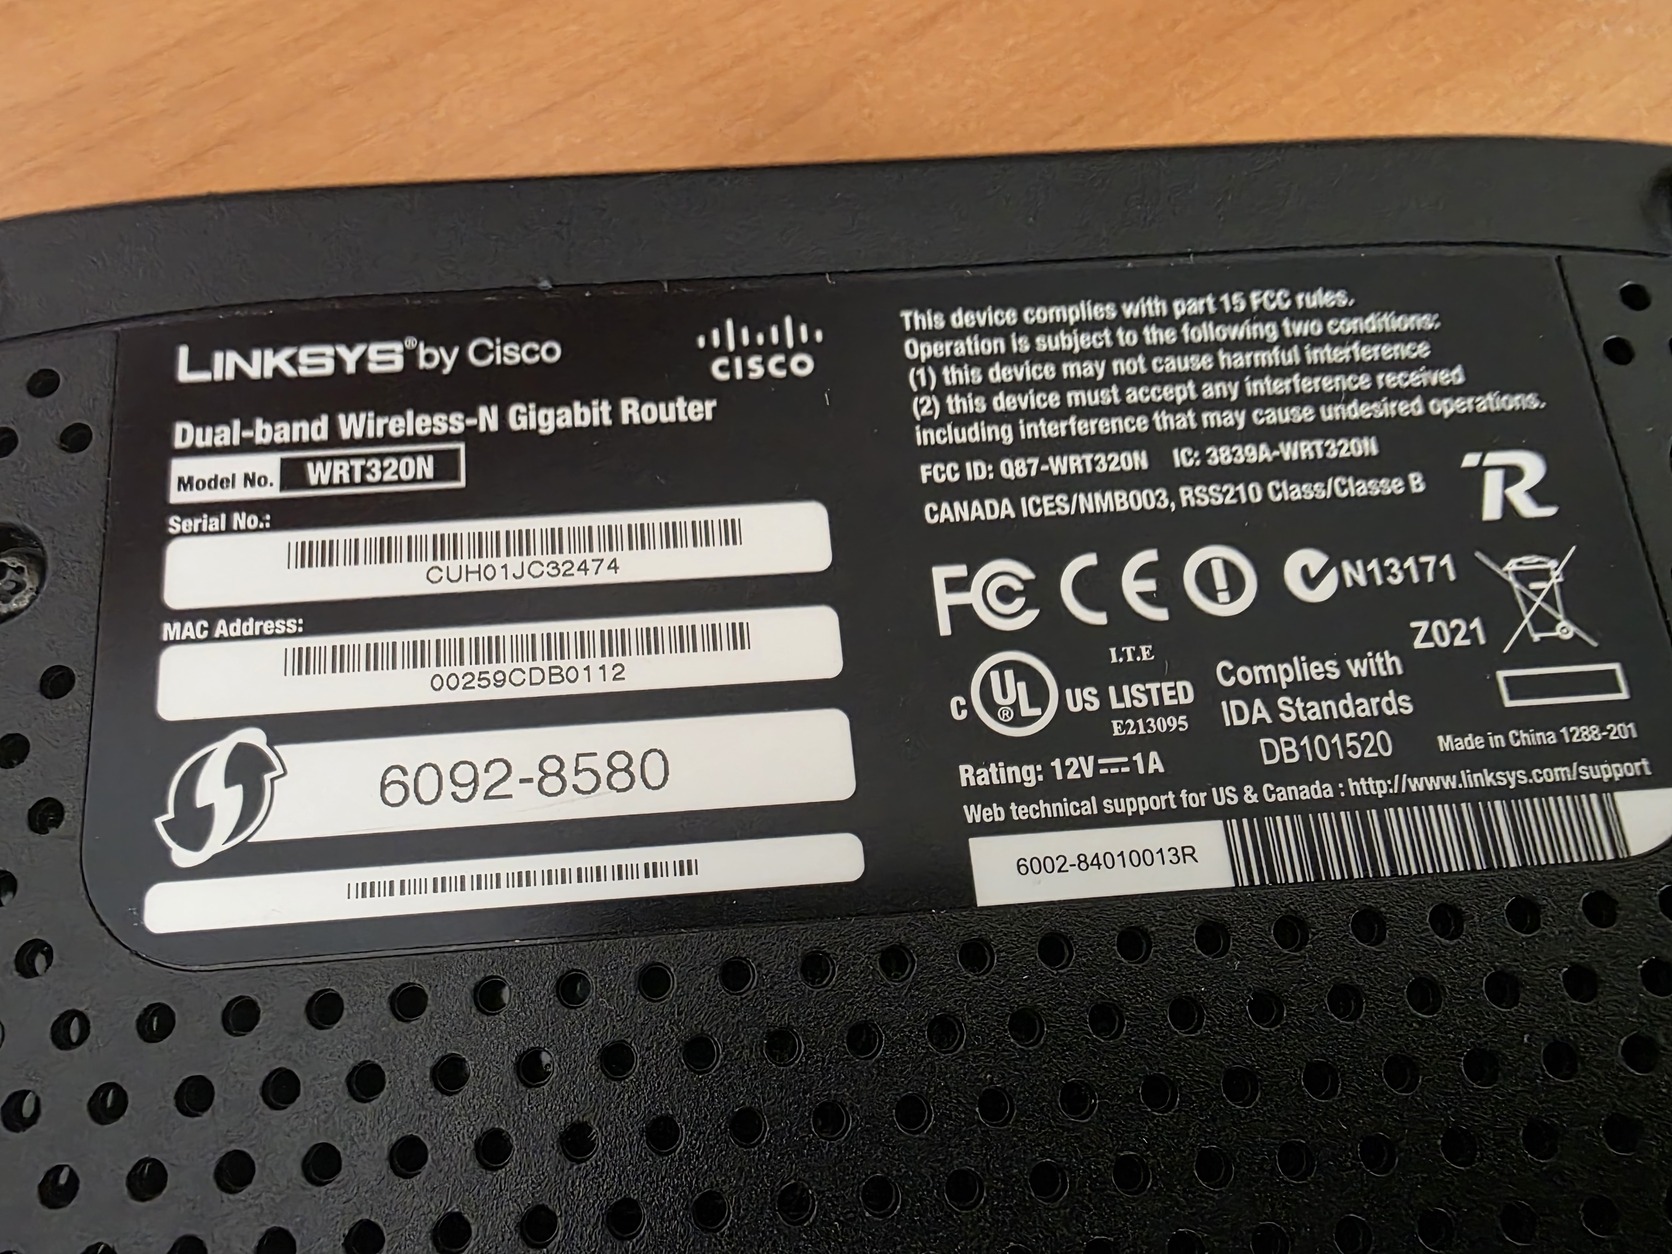 LINKSYS® by Cisco
CISCO
Dual-band Wireless-N Gigabit Router
Model No. WRT320N
Serial No.:
CUH01JC32474
MAC Address:
00259CDB0112
6092-8580
This device complies with part 15 FCC rules.
Operation is subject to the following two conditions:
(1) this device may not cause harmful interference
(2) this device must accept any interference received
including interference that may cause undesired operations.
FCC ID: Q87-WRT320N IC: 3839A-WRT320N
CANADA ICES/NMB003, RSS210 Class/Classe B
R
FC CE N13171
Z021
C UL® US LISTED
I.T.E
E213095
Complies with
IDA Standards
DB101520
Rating: 12V⎓1A
Made in China 1288-201
Web technical support for US & Canada : http://www.linksys.com/support
6002-84010013R